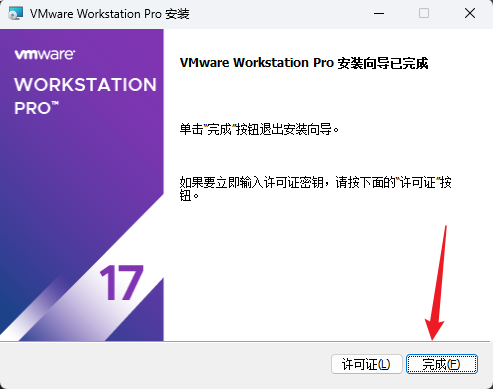 VMware Workstation Pro 安装
vmware®
WORKSTATION
PRO™
17
VMware Workstation Pro 安装向导已完成
单击"完成"按钮退出安装向导。
如果要立即输入许可证密钥，请按下面的"许可证"按
钮。
许可证(L)
完成(F)